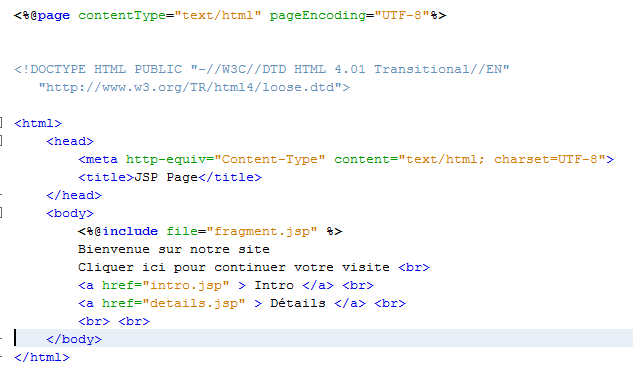 <%@page contentType="text/html" pageEncoding="UTF-8"%>
<!DOCTYPE HTML PUBLIC "-//W3C//DTD HTML 4.01 Transitional//EN"
"http://www.w3.org/TR/html4/loose.dtd">
<html>
<head>
<meta http-equiv="Content-Type" content="text/html; charset=UTF-8">
<title>JSP Page</title>
</head>
<body>
<%@include file="fragment.jsp" %>
Bienvenue sur notre site
Cliquer ici pour continuer votre visite <br>
<a href="intro.jsp" > Intro </a> <br>
<a href="details.jsp" > Détails </a> <br>
<br> <br>
</body>
</html>